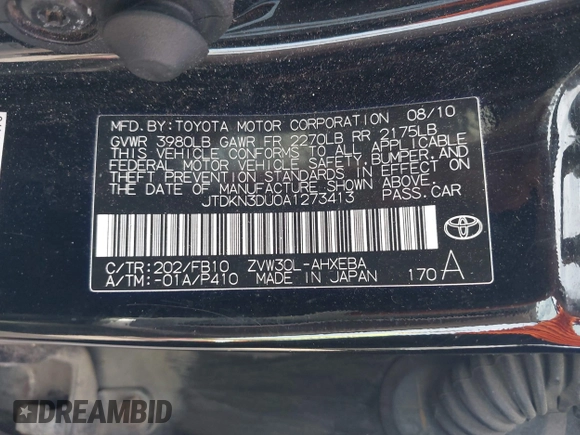 MFD. BY: TOYOTA MOTOR CORPORATION 08/10
GVWR 3980LB GAWR FR 2270LB RR 2175LB
THIS VEHICLE CONFORMS TO ALL APPLICABLE
FEDERAL MOTOR VEHICLE SAFETY, BUMPER, AND
THEFT PREVENTION STANDARDS IN EFFECT ON
THE DATE OF MANUFACTURE SHOWN ABOVE.
JTDKN3DU0A1273413 PASS. CAR
C/TR: 202/FB10 ZVW30L-AHXEBA
A/TM: -01A/P410 MADE IN JAPAN 170 A
DREAMBID